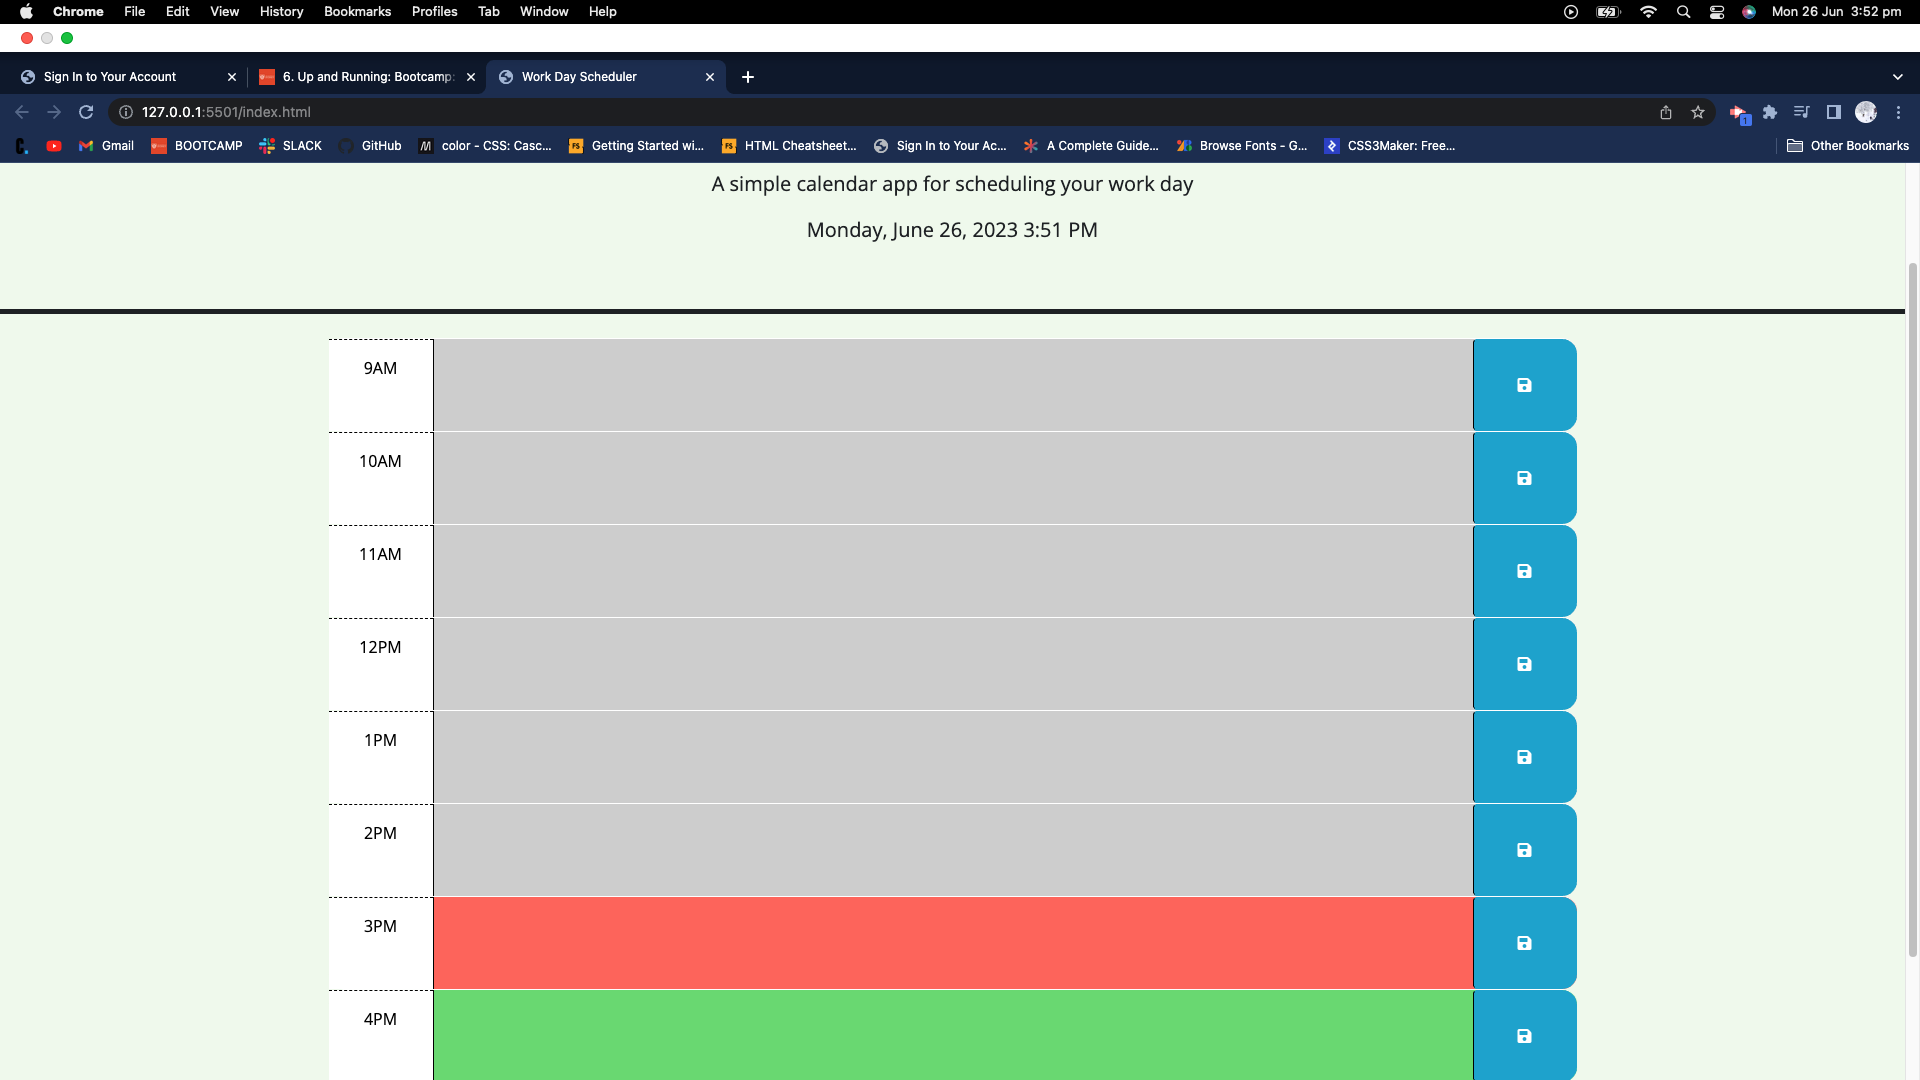 Chrome File Edit View History Bookmarks Profiles Tab Window Help Mon 26 Jun 3:52 pm
Sign In to Your Account 6. Up and Running: Bootcamp: Work Day Scheduler
127.0.0.1:5501/index.html 1
Gmail BOOTCAMP SLACK GitHub color - CSS: Casc... Getting Started wi... HTML Cheatsheet... Sign In to Your Ac... A Complete Guide... Browse Fonts - G... CSS3Maker: Free... Other Bookmarks
A simple calendar app for scheduling your work day
Monday, June 26, 2023 3:51 PM
9AM
10AM
11AM
12PM
1PM
2PM
3PM
4PM